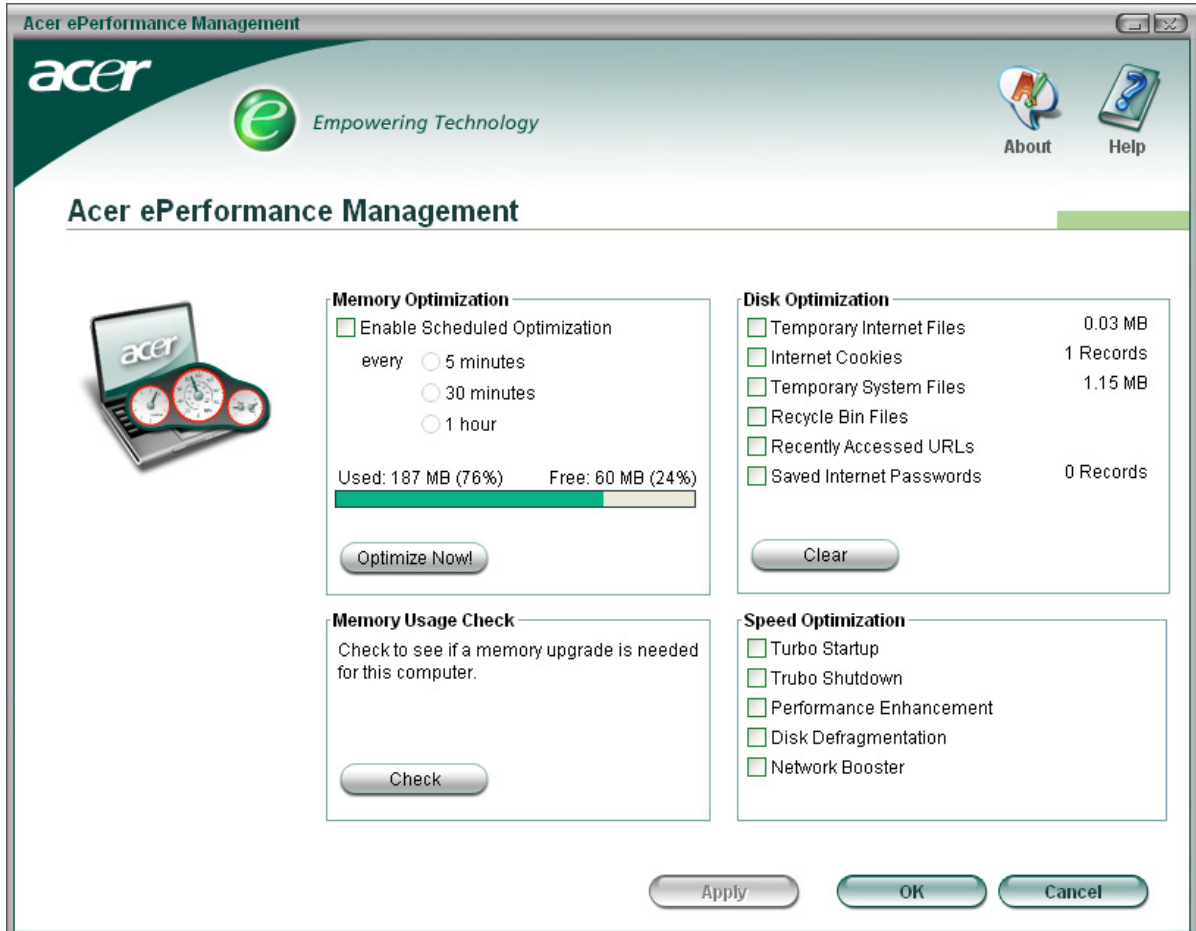 Acer ePerformance Management
acer
e Empowering Technology
About Help
Acer ePerformance Management
acer
Memory Optimization
Enable Scheduled Optimization
every 5 minutes
30 minutes
1 hour
Used: 187 MB (76%) Free: 60 MB (24%)
Optimize Now!
Disk Optimization
Temporary Internet Files 0.03 MB
Internet Cookies 1 Records
Temporary System Files 1.15 MB
Recycle Bin Files
Recently Accessed URLs
Saved Internet Passwords 0 Records
Clear
Memory Usage Check
Check to see if a memory upgrade is needed
for this computer.
Check
Speed Optimization
Turbo Startup
Trubo Shutdown
Performance Enhancement
Disk Defragmentation
Network Booster
Apply OK Cancel